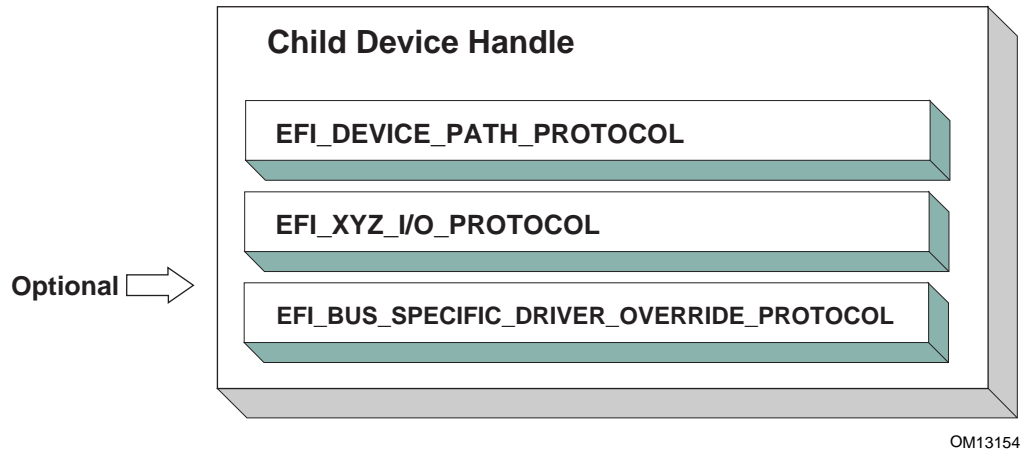 Child Device Handle
EFI_DEVICE_PATH_PROTOCOL
EFI_XYZ_I/O_PROTOCOL
Optional
EFI_BUS_SPECIFIC_DRIVER_OVERRIDE_PROTOCOL
OM13154